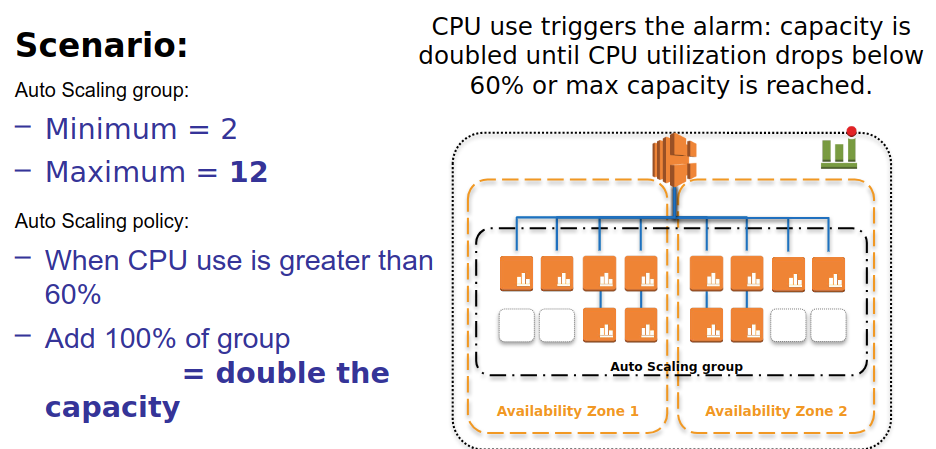 Scenario:
Auto Scaling group:
– Minimum = 2
– Maximum = 12
Auto Scaling policy:
– When CPU use is greater than
60%
– Add 100% of group
= double the
capacity
CPU use triggers the alarm: capacity is
doubled until CPU utilization drops below
60% or max capacity is reached.
Auto Scaling group
Availability Zone 1
Availability Zone 2